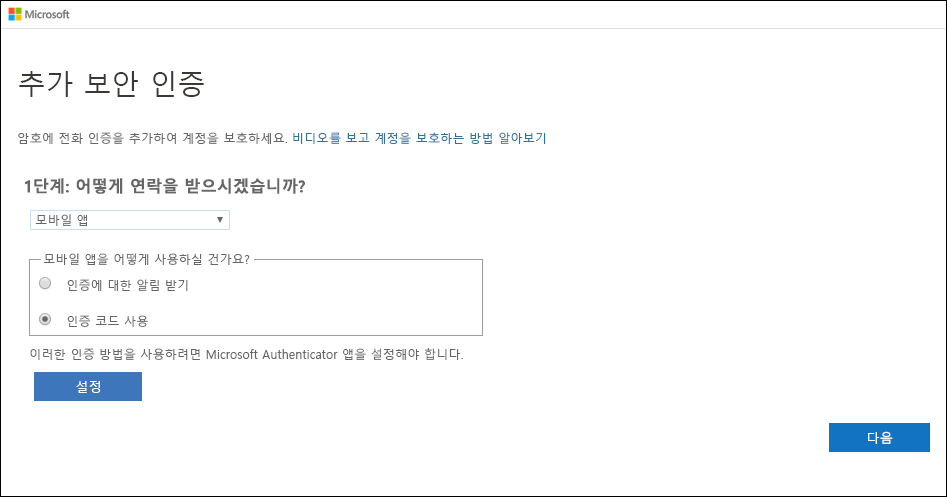 Microsoft
추가 보안 인증
암호에 전화 인증을 추가하여 계정을 보호하세요. 비디오를 보고 계정을 보호하는 방법 알아보기
1단계: 어떻게 연락을 받으시겠습니까?
모바일 앱
모바일 앱을 어떻게 사용하실 건가요?
인증에 대한 알림 받기
인증 코드 사용
이러한 인증 방법을 사용하려면 Microsoft Authenticator 앱을 설정해야 합니다.
설정
다음